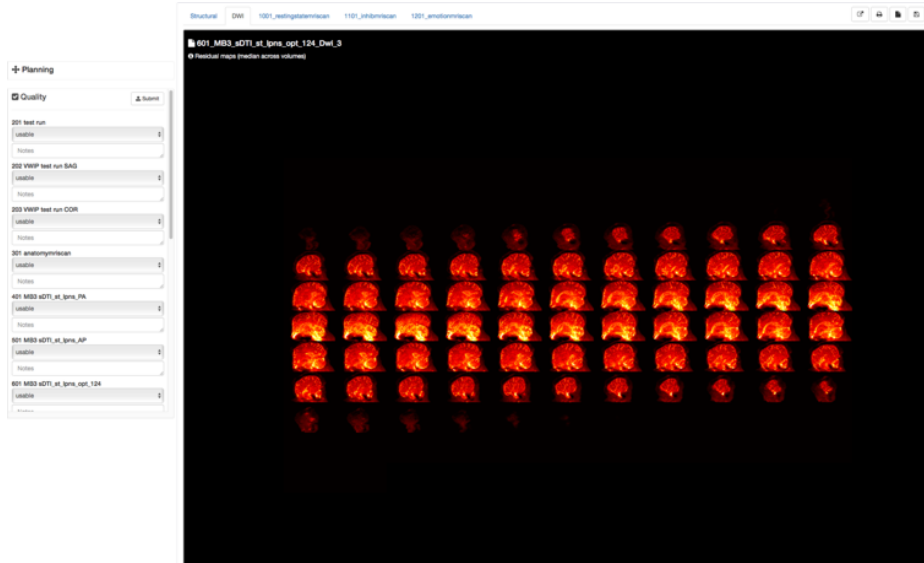 Structural DWI 1001_restingstatemriscan 1101_inhibmriscan 1201_emotionmriscan
601_MB3_sDTI_st_lpns_opt_124_Dwi_3
Residual maps (median across volumes)
Planning
Quality
Submit
201 test run
usable
Notes
202 VWIP test run SAG
usable
Notes
203 VWIP test run COR
usable
Notes
301 anatomymriscan
usable
Notes
401 MB3 sDTI_st_lpns_PA
usable
Notes
501 MB3 sDTI_st_lpns_AP
usable
Notes
601 MB3 sDTI_st_lpns_opt_124
usable
Notes